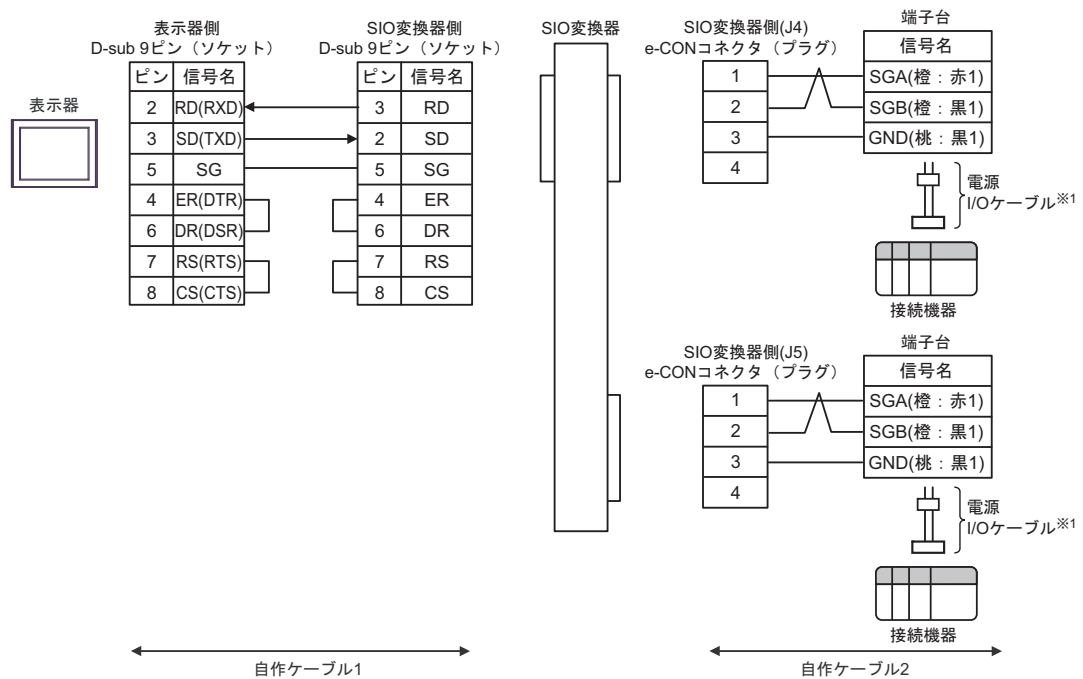 表示器
表示器側
D-sub 9ピン（ソケット）
ピン 信号名
2 RD(RXD)
3 SD(TXD)
5 SG
4 ER(DTR)
6 DR(DSR)
7 RS(RTS)
8 CS(CTS)
SIO変換器側
D-sub 9ピン（ソケット）
ピン 信号名
3 RD
2 SD
5 SG
4 ER
6 DR
7 RS
8 CS
SIO変換器
SIO変換器側(J4)
e-CONコネクタ（プラグ）
1
2
3
4
端子台
信号名
SGA(橙：赤1)
SGB(橙：黒1)
GND(桃：黒1)
電源
I/Oケーブル※1
接続機器
SIO変換器側(J5)
e-CONコネクタ（プラグ）
1
2
3
4
端子台
信号名
SGA(橙：赤1)
SGB(橙：黒1)
GND(桃：黒1)
電源
I/Oケーブル※1
接続機器
自作ケーブル1
自作ケーブル2